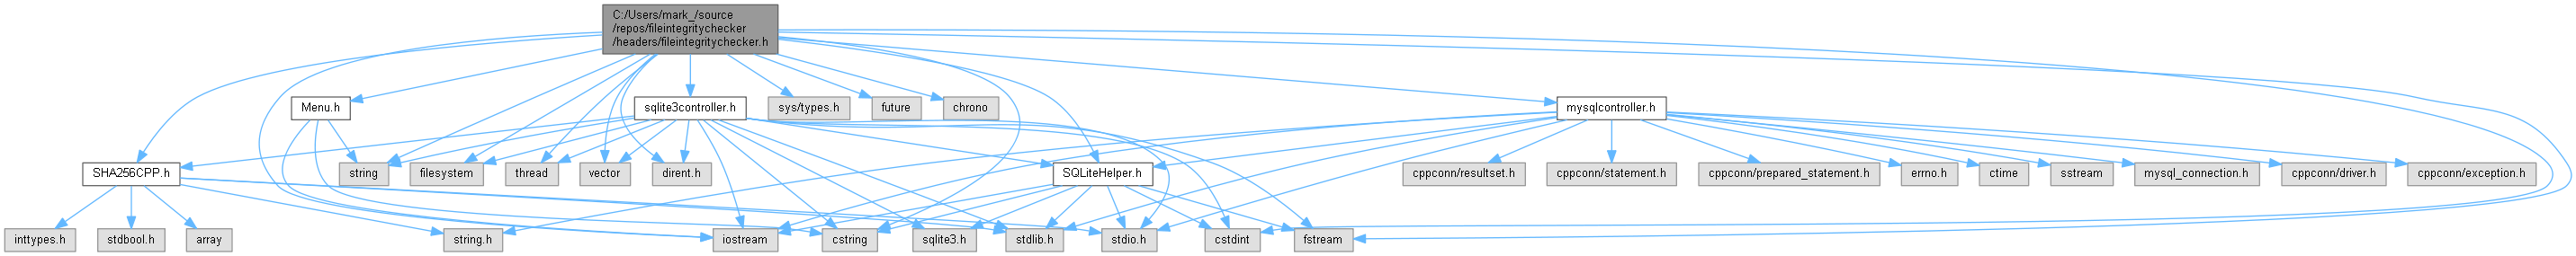 C:/Users/mark_/source
/repos/fileintegritychecker
/headers/fileintegritychecker.h
Menu.h
sqlite3controller.h
sys/types.h
future
chrono
mysqlcontroller.h
SHA256CPP.h
string
filesystem
thread
vector
dirent.h
SQLiteHelper.h
cppconn/resultset.h
cppconn/statement.h
cppconn/prepared_statement.h
errno.h
ctime
sstream
mysql_connection.h
cppconn/driver.h
cppconn/exception.h
inttypes.h
stdbool.h
array
string.h
iostream
cstring
sqlite3.h
stdlib.h
stdio.h
cstdint
fstream